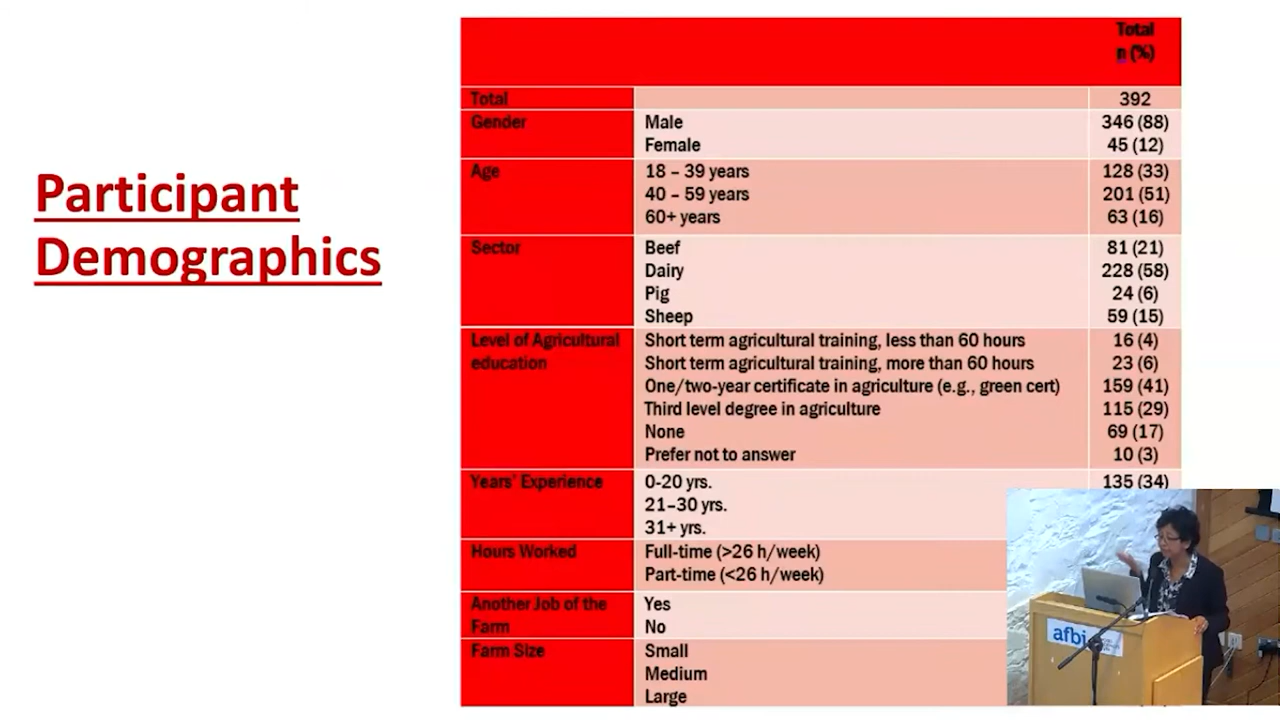 Participant
Demographics
Total
n (%)
Total 392
Gender Male 346 (88)
Female 45 (12)
Age 18 – 39 years 128 (33)
40 – 59 years 201 (51)
60+ years 63 (16)
Sector Beef 81 (21)
Dairy 228 (58)
Pig 24 (6)
Sheep 59 (15)
Level of Agricultural Short term agricultural training, less than 60 hours 16 (4)
education Short term agricultural training, more than 60 hours 23 (6)
One/two-year certificate in agriculture (e.g., green cert) 159 (41)
Third level degree in agriculture 115 (29)
None 69 (17)
Prefer not to answer 10 (3)
Years' Experience 0-20 yrs. 135 (34)
21–30 yrs.
31+ yrs.
Hours Worked Full-time (>26 h/week)
Part-time (<26 h/week)
Another Job of the Yes
Farm No
Farm Size Small
Medium
Large
afbi